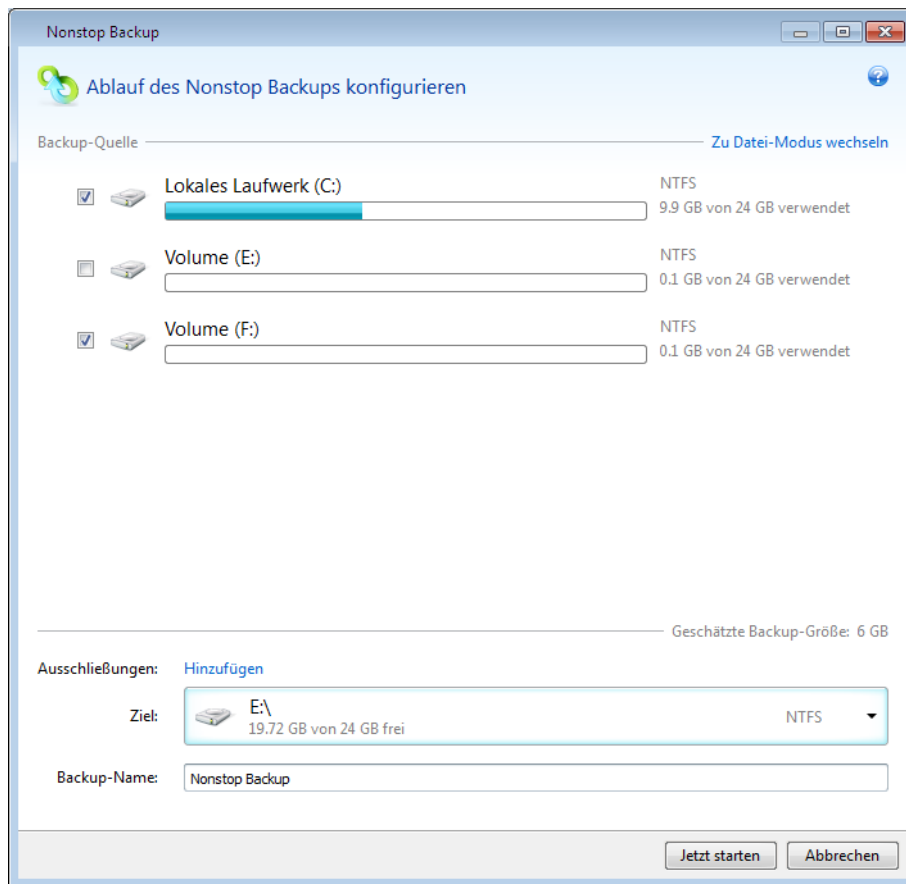 Nonstop Backup
Ablauf des Nonstop Backups konfigurieren
Backup-Quelle
Zu Datei-Modus wechseln
Lokales Laufwerk (C:)
NTFS
9.9 GB von 24 GB verwendet
Volume (E:)
NTFS
0.1 GB von 24 GB verwendet
Volume (F:)
NTFS
0.1 GB von 24 GB verwendet
Geschätzte Backup-Größe: 6 GB
Ausschließungen: Hinzufügen
Ziel:
E:\
19.72 GB von 24 GB frei
NTFS
Backup-Name: Nonstop Backup
Jetzt starten
Abbrechen